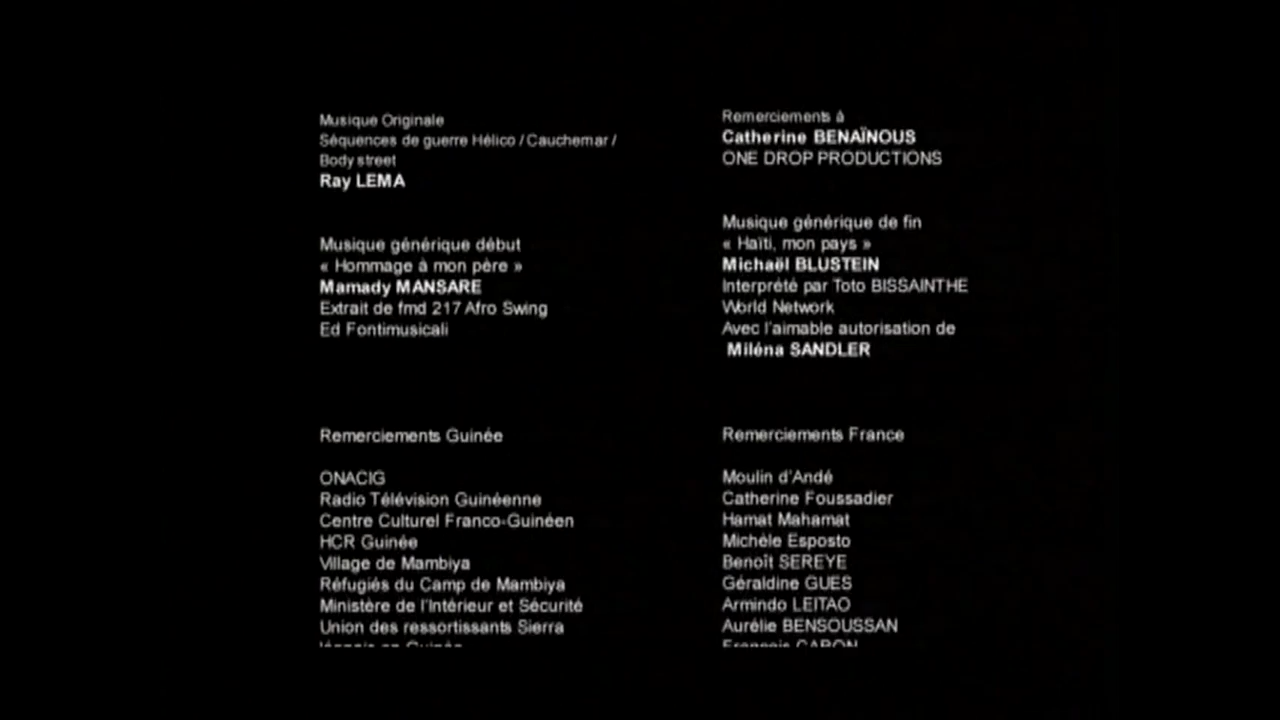 Musique Originale
Séquences de guerre Hélico / Cauchemar /
Body street
Ray LEMA
Musique générique début
« Hommage à mon père »
Mamady MANSARE
Extrait de fmd 217 Afro Swing
Ed Fontimusicali
Remerciements Guinée
ONACIG
Radio Télévision Guinéenne
Centre Culturel Franco-Guinéen
HCR Guinée
Village de Mambiya
Réfugiés du Camp de Mambiya
Ministère de l'Intérieur et Sécurité
Union des ressortissants Sierra
Remerciements à
Catherine BENAÏNOUS
ONE DROP PRODUCTIONS
Musique générique de fin
« Haïti, mon pays »
Michaël BLUSTEIN
Interprété par Toto BISSAINTHE
World Network
Avec l'aimable autorisation de
Miléna SANDLER
Remerciements France
Moulin d'Andé
Catherine Foussadier
Hamat Mahamat
Michèle Esposto
Benoît SEREYE
Géraldine GUES
Armindo LEITAO
Aurélie BENSOUSSAN